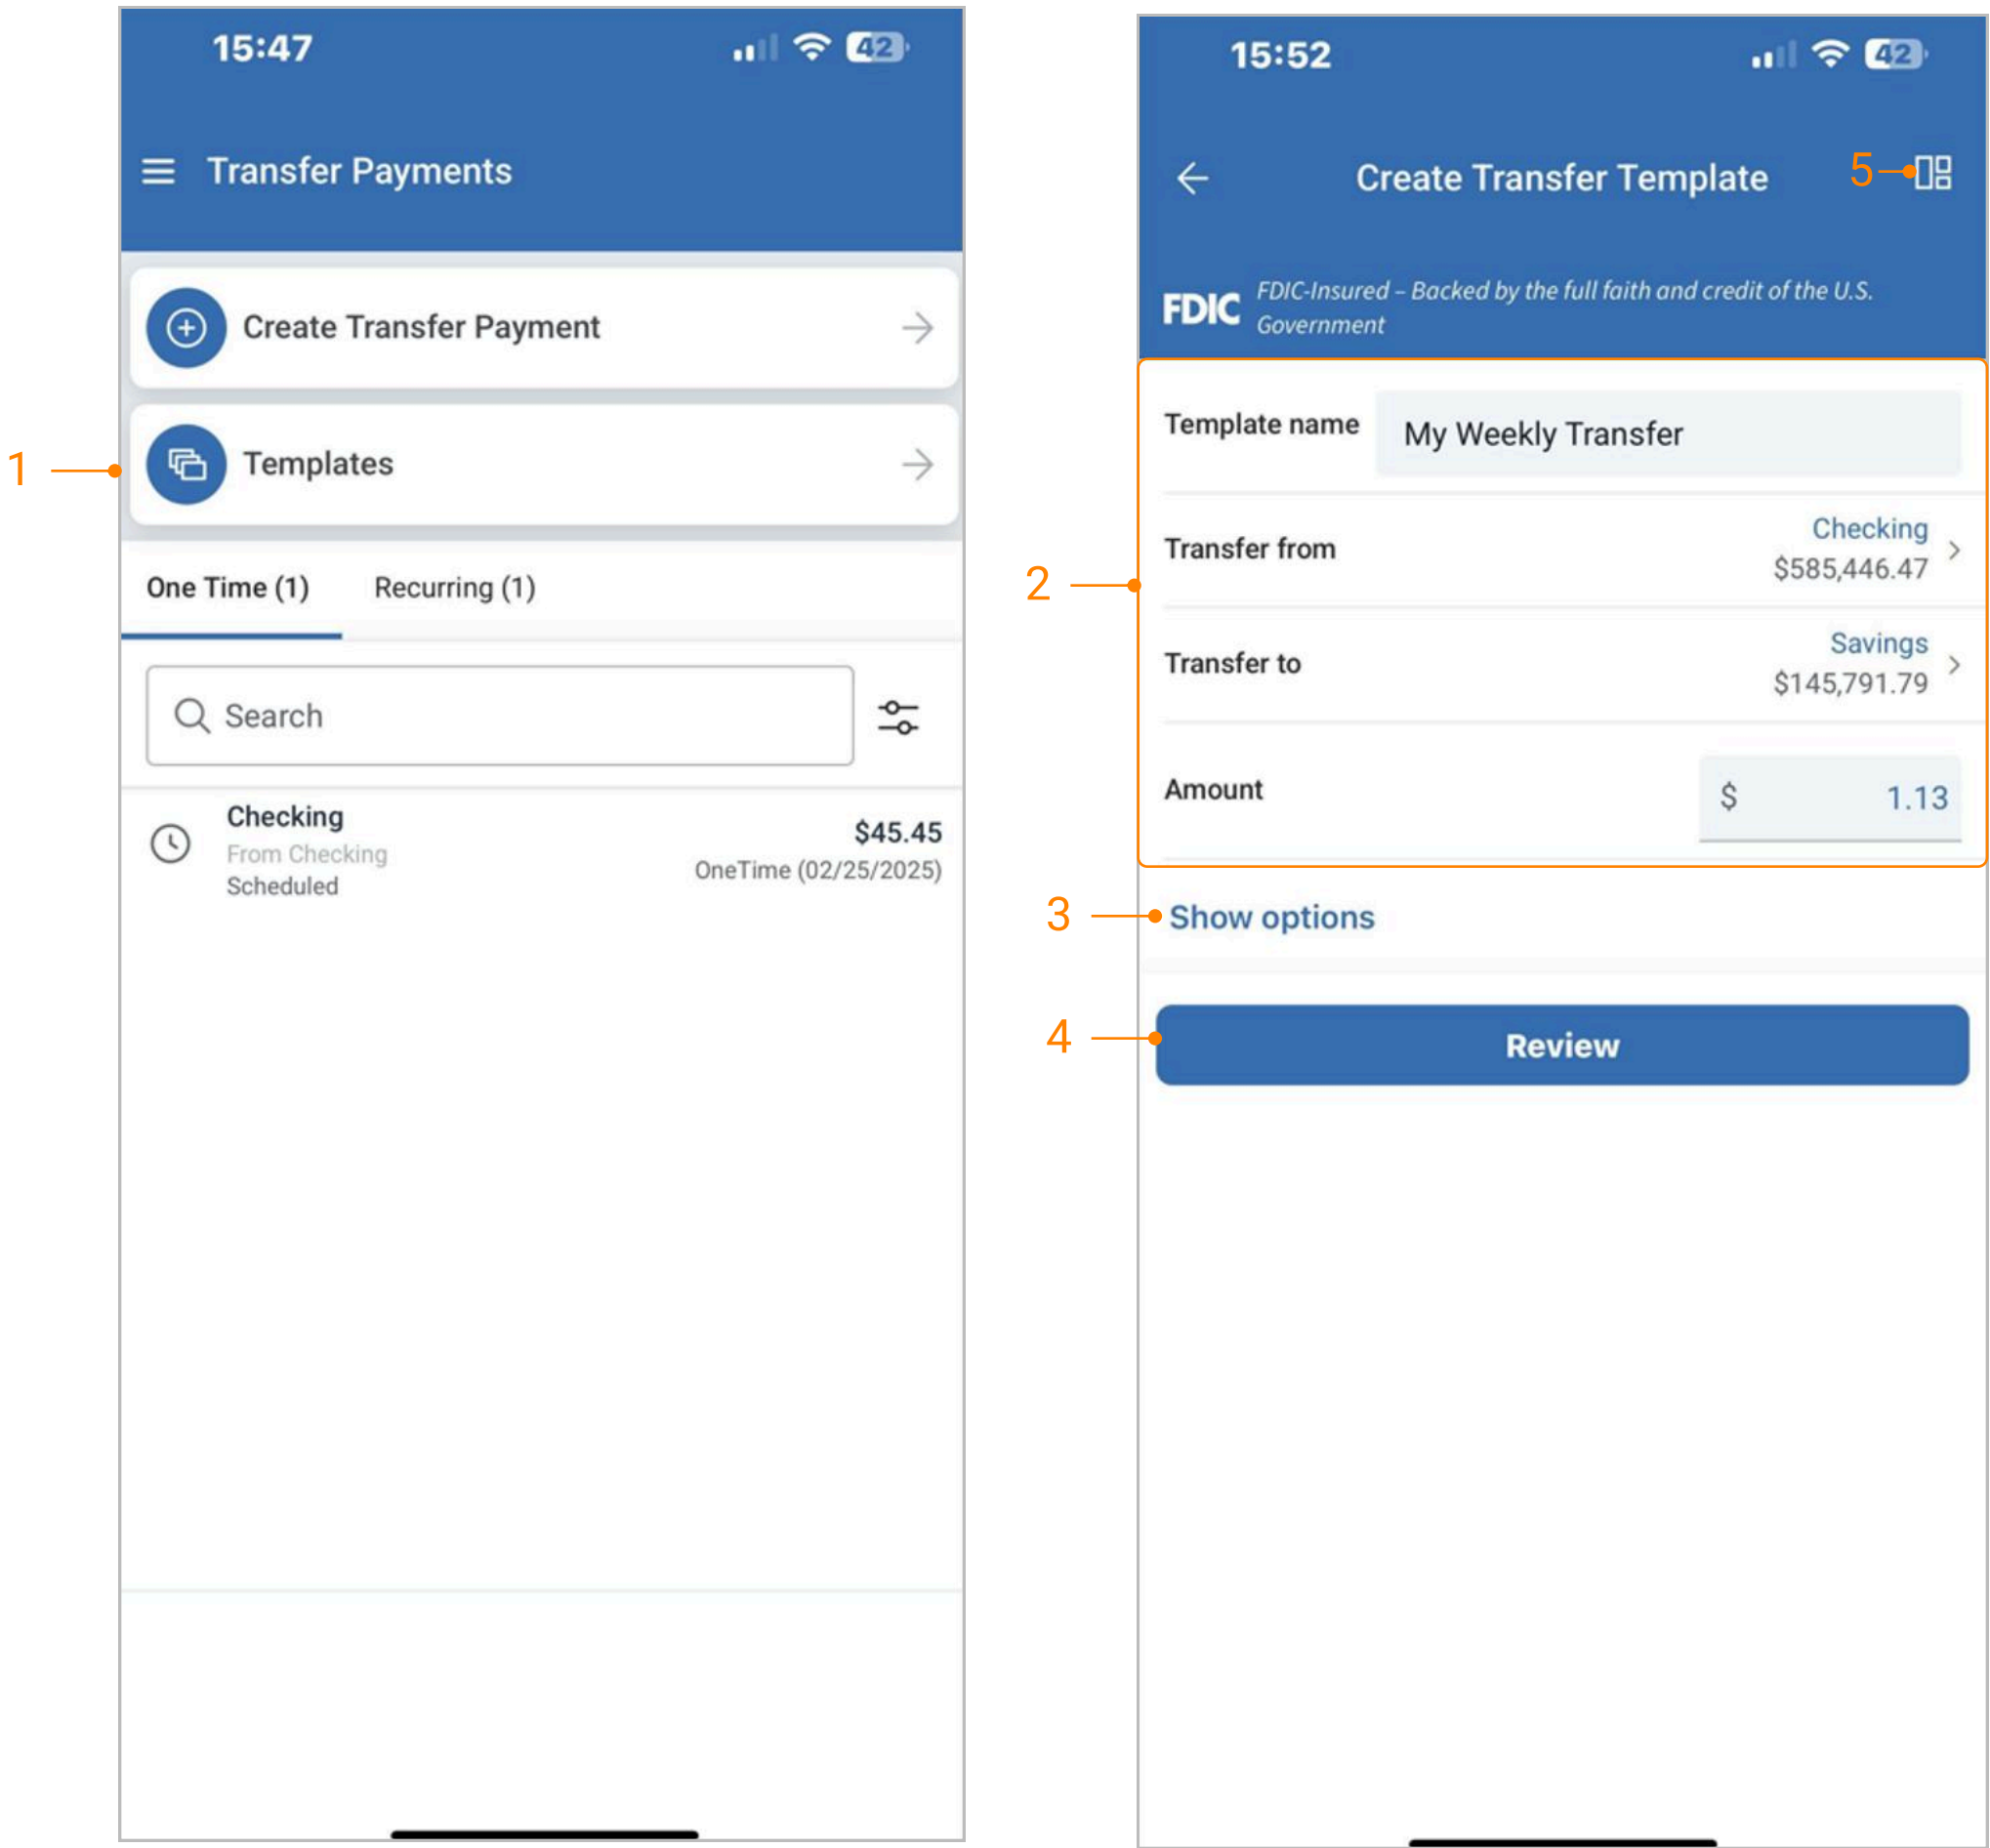 15:47
42
Transfer Payments
Create Transfer Payment
1
Templates
One Time (1)
Recurring (1)
Search
Checking
From Checking
Scheduled
$45.45
OneTime (02/25/2025)
15:52
42
Create Transfer Template
5
FDIC
FDIC-Insured – Backed by the full faith and credit of the U.S.
Government
2
Template name
My Weekly Transfer
Transfer from
Checking
$585,446.47
Transfer to
Savings
$145,791.79
Amount
$ 1.13
3
Show options
4
Review